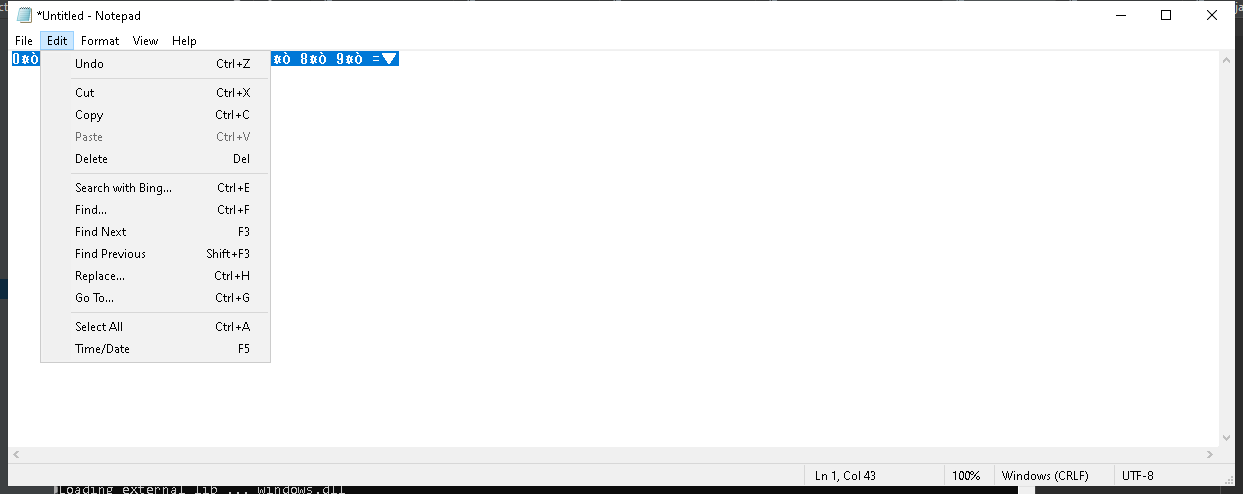 *Untitled - Notepad
File Edit Format View Help
0¤ò ¤ò 8¤ò 9¤ò =▼
Undo Ctrl+Z
Cut Ctrl+X
Copy Ctrl+C
Paste Ctrl+V
Delete Del
Search with Bing... Ctrl+E
Find... Ctrl+F
Find Next F3
Find Previous Shift+F3
Replace... Ctrl+H
Go To... Ctrl+G
Select All Ctrl+A
Time/Date F5
Ln 1, Col 43 100% Windows (CRLF) UTF-8
Loading external lib ... windows.dll